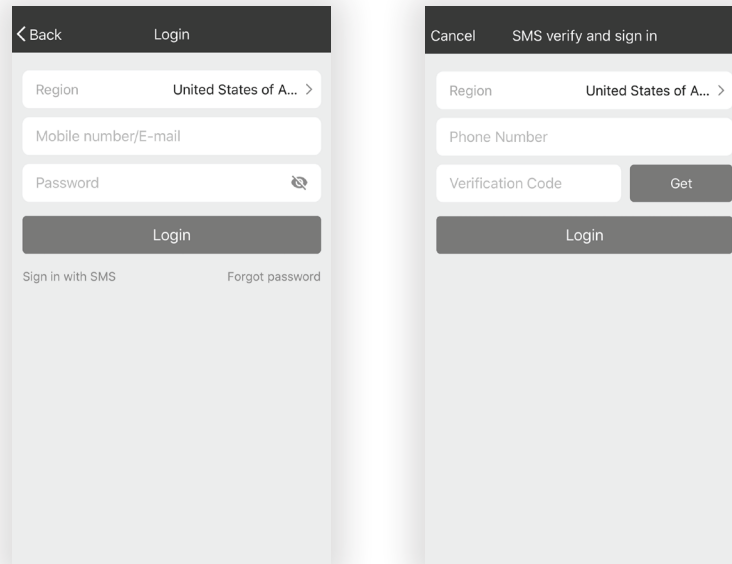 Back
Login
Region
United States of A...
Mobile number/E-mail
Password
Login
Sign in with SMS
Forgot password
Cancel
SMS verify and sign in
Region
United States of A...
Phone Number
Verification Code
Get
Login